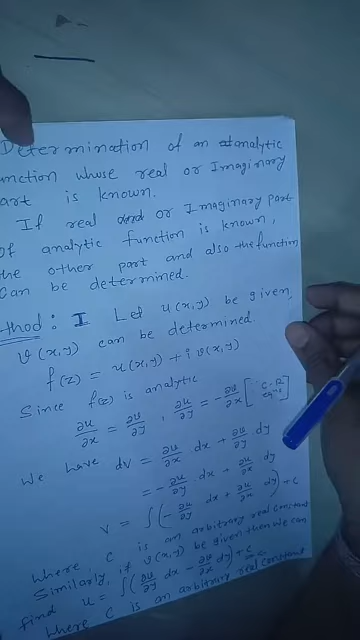 Determination of an analytic
unction whose real or Imaginary
art is known.
If real or Imaginary part
of analytic function is known,
the other part and also the function
can be determined.
thod: I Let u(x,y) be given,
v(x,y) can be determined.
f(z) = u(x,y) + i v(x,y)
Since f(z) is analytic
∂u/∂x = ∂v/∂y , ∂u/∂y = -∂v/∂x [C-R eqns]
We have dv = ∂v/∂x dx + ∂v/∂y dy
= -∂u/∂y dx + ∂u/∂x dy
v = ∫(-∂u/∂y dx + ∂u/∂x dy) + c
where c is an arbitrary real constant
Similarly, if v(x,y) be given then we can
find u = ∫(∂v/∂y dx - ∂v/∂x dy) + c
where c is an arbitrary real constant